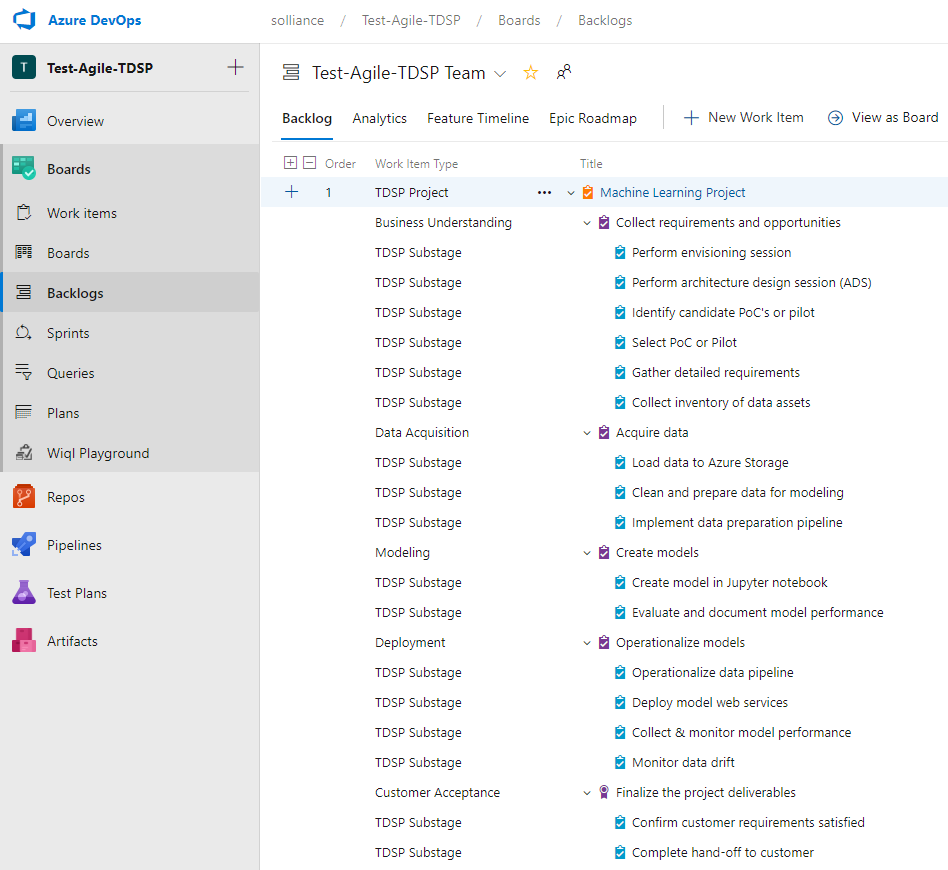 Azure DevOps
solliance / Test-Agile-TDSP / Boards / Backlogs
T Test-Agile-TDSP
Overview
Boards
Work items
Boards
Backlogs
Sprints
Queries
Plans
Wiql Playground
Repos
Pipelines
Test Plans
Artifacts
Test-Agile-TDSP Team
Backlog Analytics Feature Timeline Epic Roadmap New Work Item View as Board
Order Work Item Type Title
1 TDSP Project ••• Machine Learning Project
Business Understanding Collect requirements and opportunities
TDSP Substage Perform envisioning session
TDSP Substage Perform architecture design session (ADS)
TDSP Substage Identify candidate PoC's or pilot
TDSP Substage Select PoC or Pilot
TDSP Substage Gather detailed requirements
TDSP Substage Collect inventory of data assets
Data Acquisition Acquire data
TDSP Substage Load data to Azure Storage
TDSP Substage Clean and prepare data for modeling
TDSP Substage Implement data preparation pipeline
Modeling Create models
TDSP Substage Create model in Jupyter notebook
TDSP Substage Evaluate and document model performance
Deployment Operationalize models
TDSP Substage Operationalize data pipeline
TDSP Substage Deploy model web services
TDSP Substage Collect & monitor model performance
TDSP Substage Monitor data drift
Customer Acceptance Finalize the project deliverables
TDSP Substage Confirm customer requirements satisfied
TDSP Substage Complete hand-off to customer